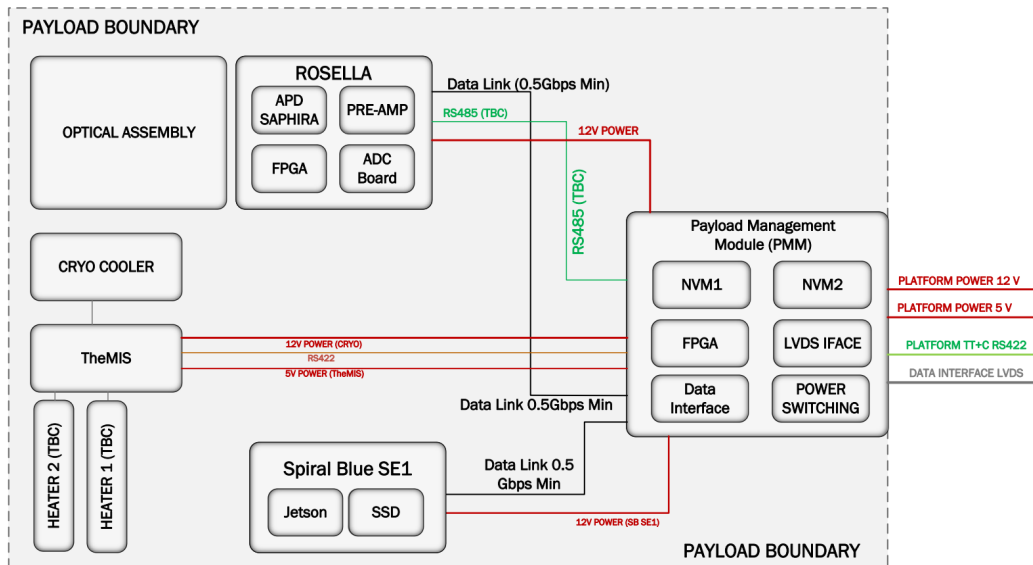 PAYLOAD BOUNDARY
OPTICAL ASSEMBLY
ROSELLA
APD
SAPHIRA
PRE-AMP
FPGA
ADC
Board
Data Link (0.5Gbps Min)
RS485 (TBC)
12V POWER
RS485 (TBC)
Payload Management
Module (PMM)
NVM1
NVM2
FPGA
LVDS IFACE
Data
Interface
POWER
SWITCHING
PLATFORM POWER 12 V
PLATFORM POWER 5 V
PLATFORM TT+C RS422
DATA INTERFACE LVDS
CRYO COOLER
TheMIS
12V POWER (CRYO)
RS422
5V POWER (TheMIS)
Data Link 0.5Gbps Min
HEATER 2 (TBC)
HEATER 1 (TBC)
Spiral Blue SE1
Jetson
SSD
Data Link 0.5
Gbps Min
12V POWER (SB SE1)
PAYLOAD BOUNDARY